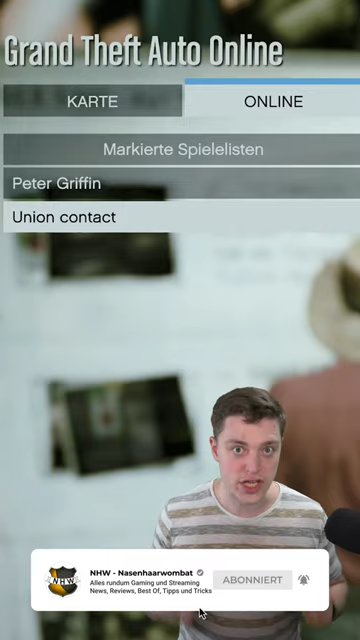 Grand Theft Auto Online
KARTE
ONLINE
Markierte Spielelisten
Peter Griffin
Union contact
NHW
NHW - Nasenhaarwombat
Alles rundum Gaming und Streaming
News, Reviews, Best Of, Tipps und Tricks
ABONNIERT